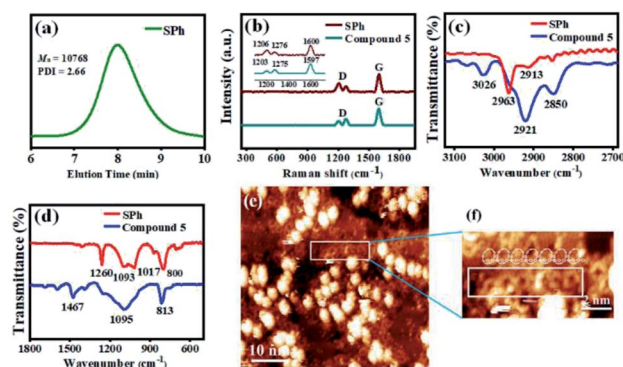 (a)
SPh
Mn = 10768
PDI = 2.66
6 7 8 9 10
Elution Time (min)
(b)
SPh
Compound 5
1206 1276 1600
1203 1275 1597
1200 1400 1600
D G
D G
Intensity (a.u.)
300 600 900 1200 1500 1800
Raman shift (cm-1)
(c)
SPh
Compound 5
3026 2913
2963
2850
2921
Transmittance (%)
3100 3000 2900 2800 2700
Wavenumber (cm-1)
(d)
SPh
Compound 5
1260 1093 1017 800
1467 1095 813
Transmittance (%)
1800 1500 1200 900 600
Wavenumber (cm-1)
(e)
10 nm
(f)
2 nm